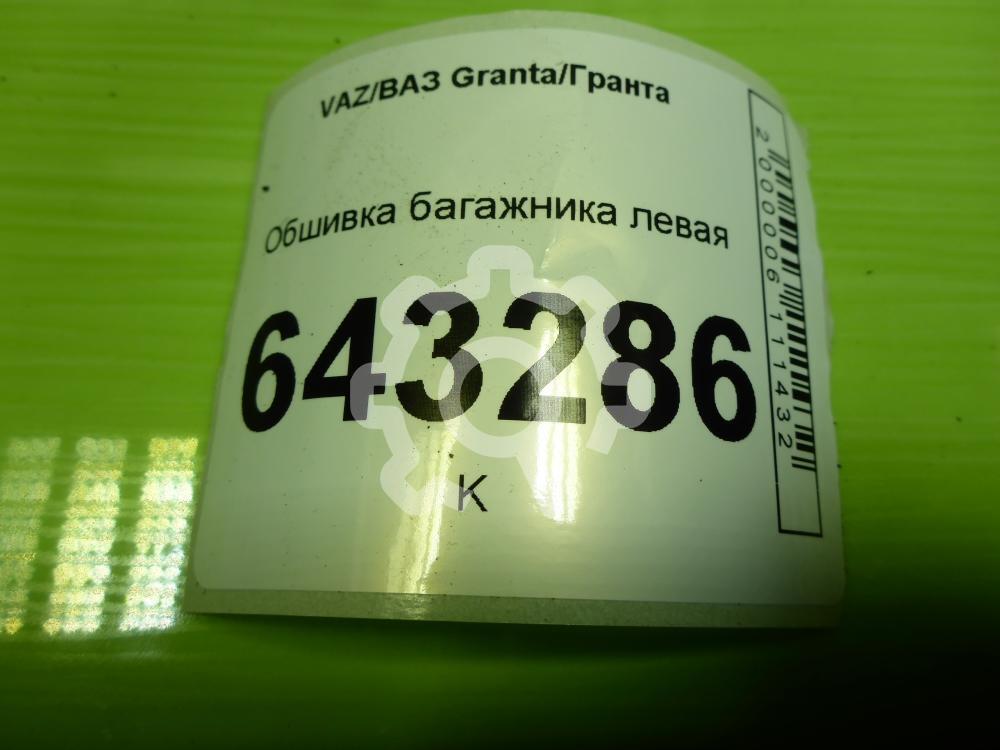 VAZ/ВАЗ Granta/Гранта
Обшивка багажника левая
643286
К
2000006111432